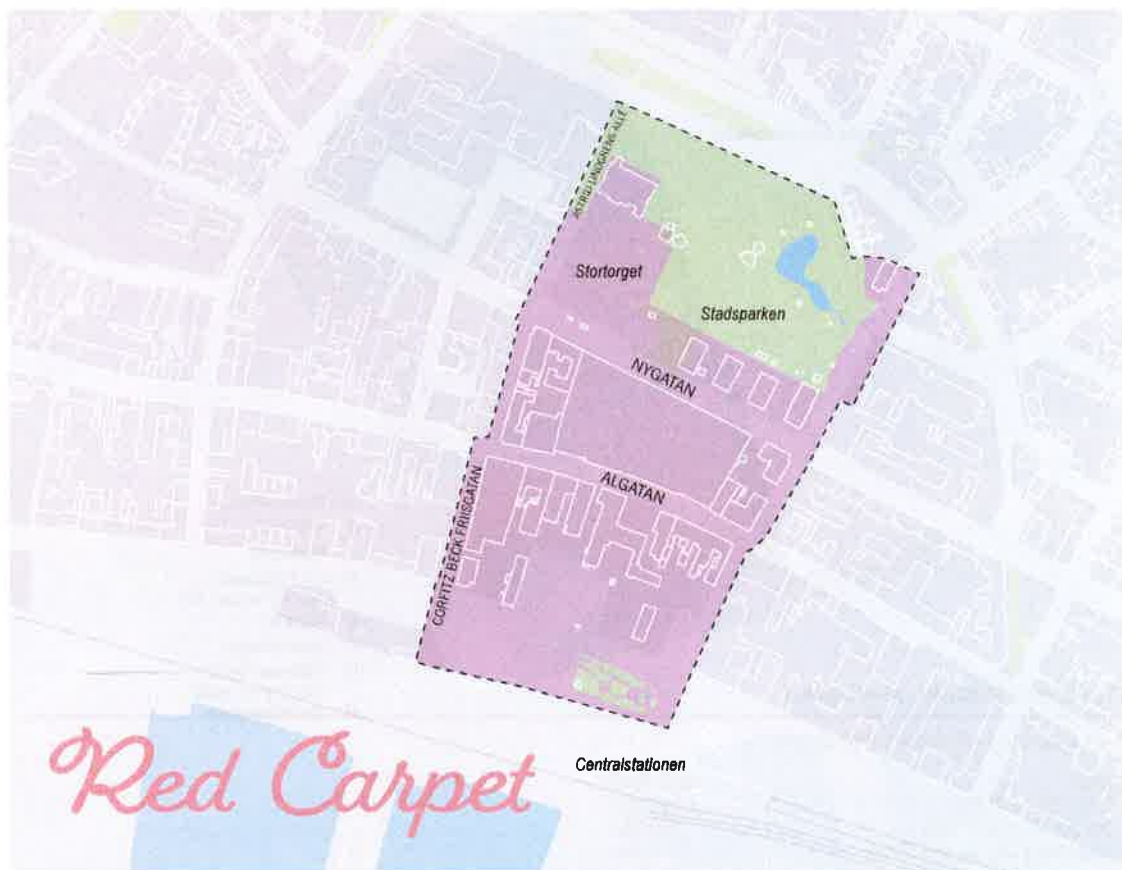 ASTRID LINDGRENS ALLÉ
Stortorget
Stadsparken
NYGATAN
ALGATAN
CORFITZ BECK FRIISGATAN
Red Carpet
Centralstationen